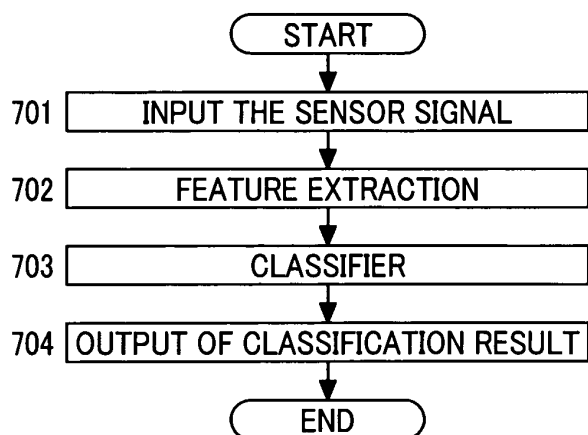 START
701 INPUT THE SENSOR SIGNAL
702 FEATURE EXTRACTION
703 CLASSIFIER
704 OUTPUT OF CLASSIFICATION RESULT
END